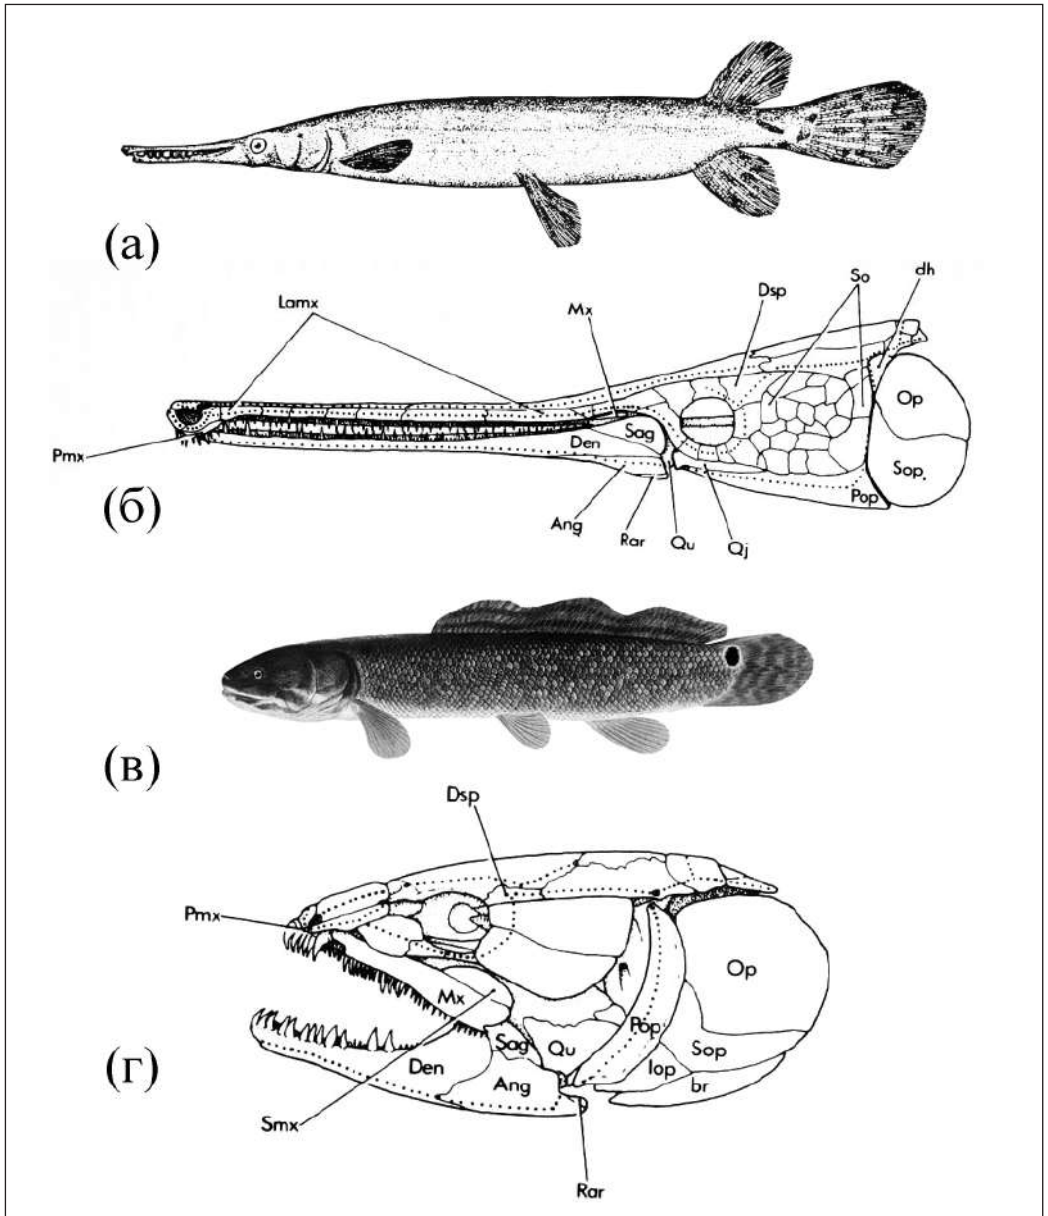 (а)
So
dh
Dsp
Lamx
Mx
Op
Sag
Den
Pmx
Sop.
Pop
Ang
Rar
Qu
Qj
(б)
(в)
Dsp
Pmx
Op
Mx
Pop
Sag
Qu
Sop
Iop
Den
Ang
br
(г)
Smx
Rar